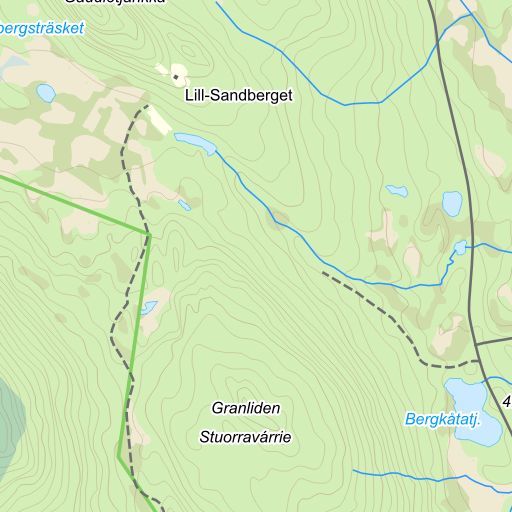 bergsträsket
Lill-Sandberget
Granliden
Stuorravárrie
Bergkåtatj.
4